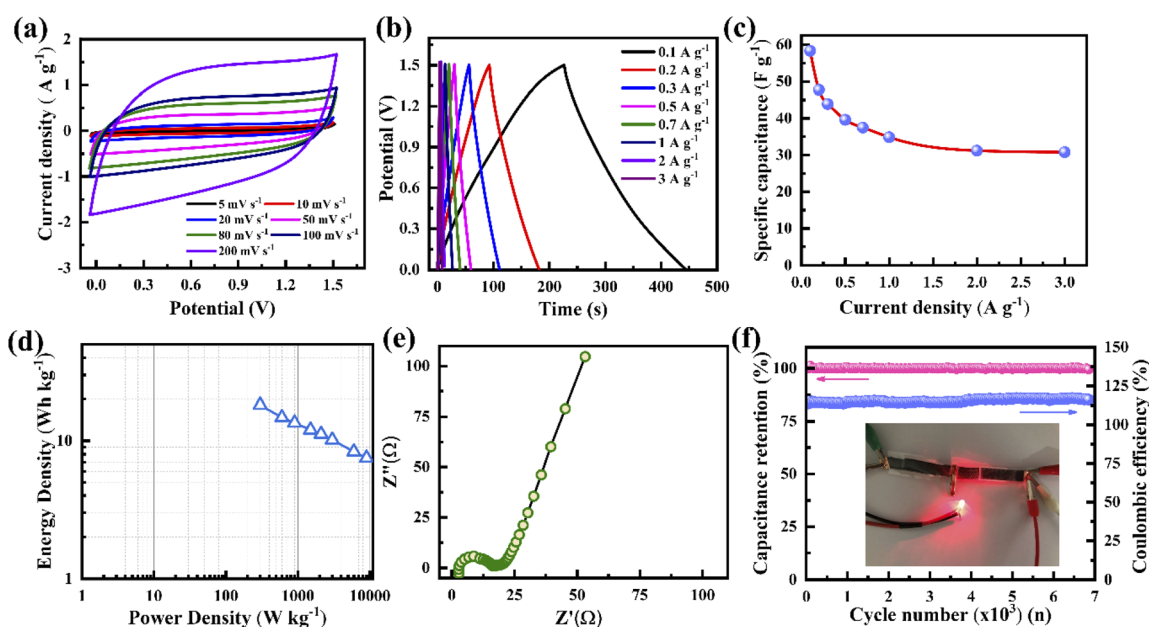 (a)
Current density( A g⁻¹)
2
1
0
-1
-2
-3
0.0 0.3 0.6 0.9 1.2 1.5
Potential (V)
5 mV s⁻¹ 10 mV s⁻¹
20 mV s⁻¹ 50 mV s⁻¹
80 mV s⁻¹ 100 mV s⁻¹
200 mV s⁻¹
(b)
Potential (V)
1.8
1.5
1.2
0.9
0.6
0.3
0.0
0 100 200 300 400 500
Time (s)
0.1 A g⁻¹
0.2 A g⁻¹
0.3 A g⁻¹
0.5 A g⁻¹
0.7 A g⁻¹
1 A g⁻¹
2 A g⁻¹
3 A g⁻¹
(c)
Specific capacitance (F g⁻¹)
60
50
40
30
20
10
0
0.0 0.5 1.0 1.5 2.0 2.5 3.0
Current density (A g⁻¹)
(d)
Energy Density (Wh kg⁻¹)
10
1
1 10 100 1000 10000
Power Density (W kg⁻¹)
(e)
Z''(Ω)
100
75
50
25
0
0 25 50 75 100
Z'(Ω)
(f)
Capacitance retention (%)
100
75
50
25
0
0 1 2 3 4 5 6 7
Cycle number (x10³) (n)
150
125
100
75
50
25
0
Coulombic efficiency (%)